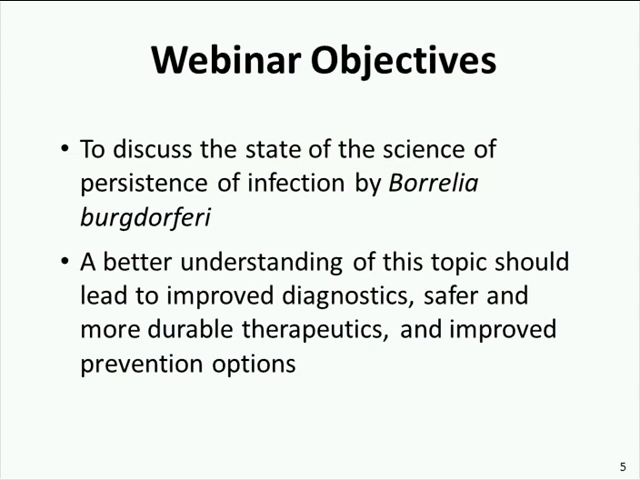 Webinar Objectives
• To discuss the state of the science of
persistence of infection by Borrelia
burgdorferi
• A better understanding of this topic should
lead to improved diagnostics, safer and
more durable therapeutics, and improved
prevention options
5